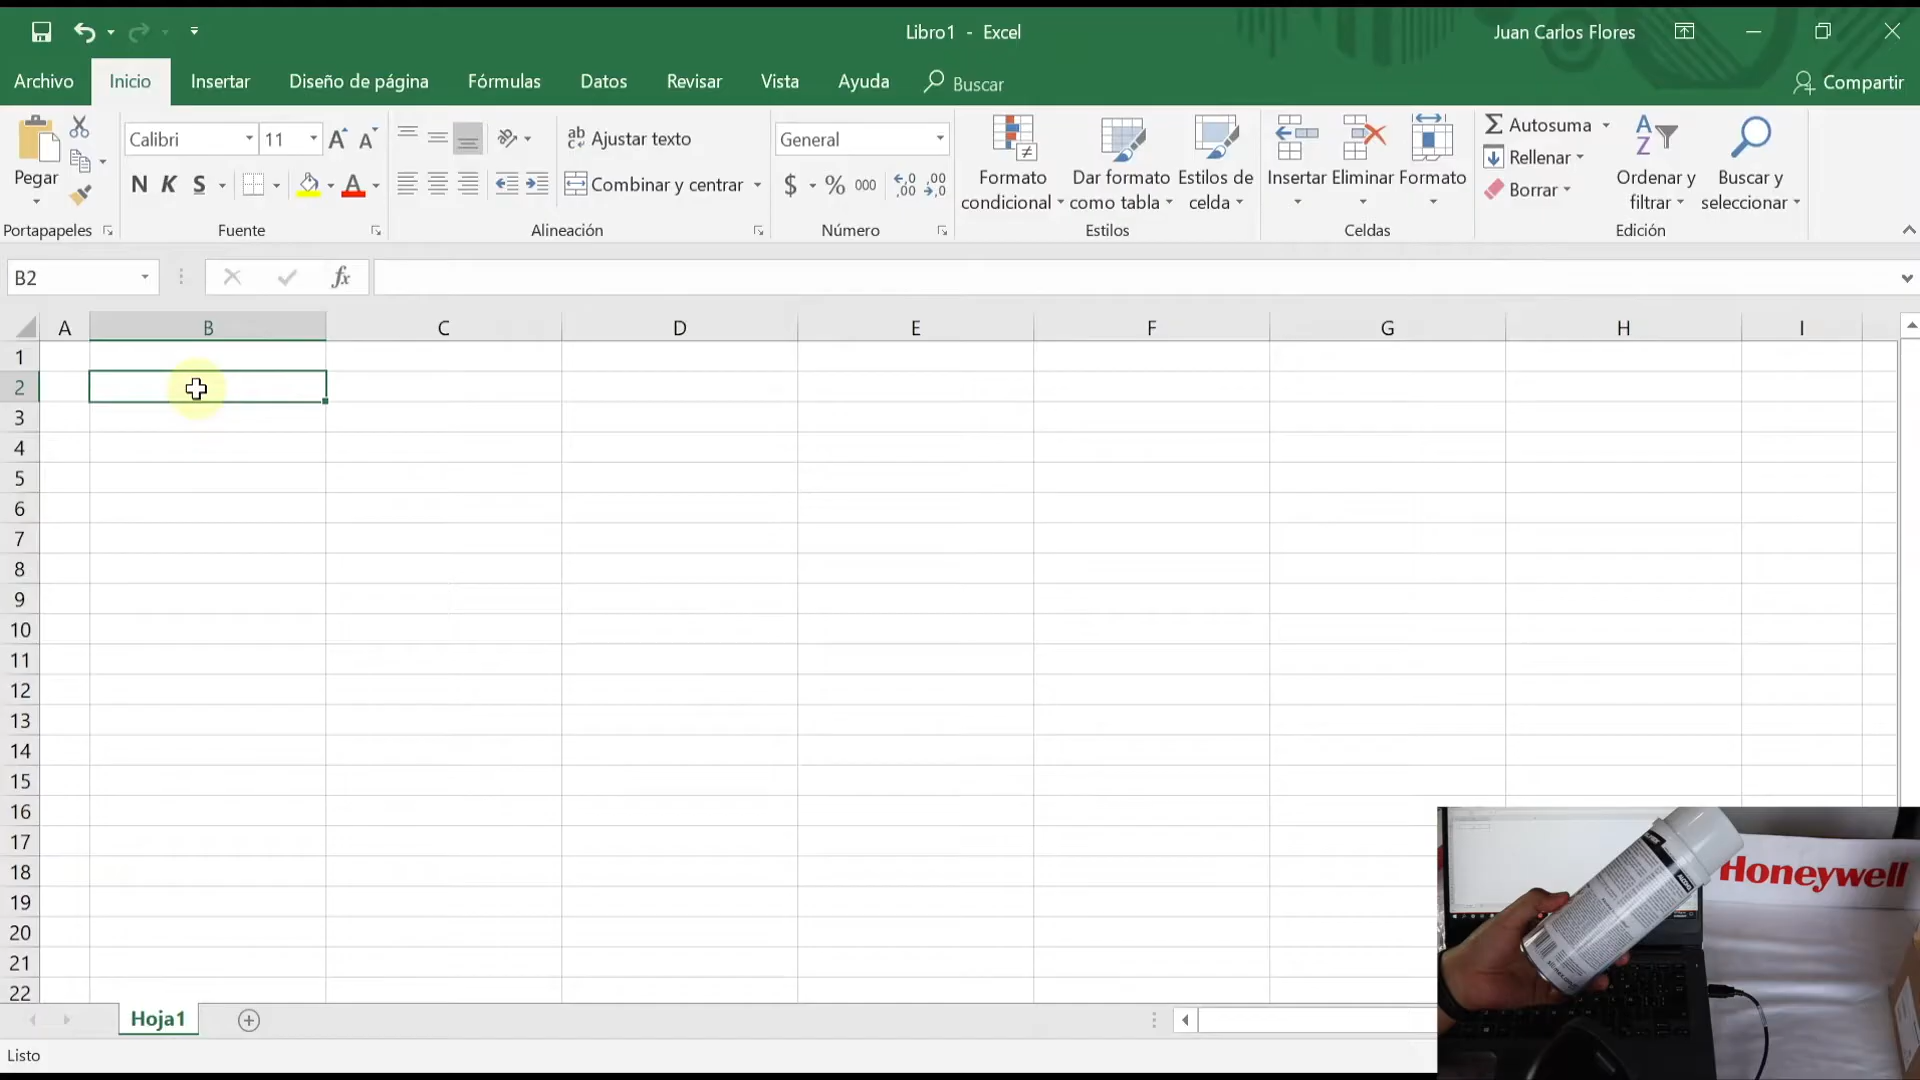 Libro1 - Excel
Juan Carlos Flores
Archivo Inicio Insertar Diseño de página Fórmulas Datos Revisar Vista Ayuda Buscar Compartir
Pegar
Portapapeles
Calibri 11
N K S A
Fuente
ab Ajustar texto
Combinar y centrar
Alineación
General
$ % 000
Número
Formato condicional
Dar formato como tabla
Estilos de celda
Estilos
Insertar Eliminar Formato
Celdas
Σ Autosuma
Rellenar
Borrar
Ordenar y filtrar
Buscar y seleccionar
Edición
B2 fx
A B C D E F G H I
1
2
3
4
5
6
7
8
9
10
11
12
13
14
15
16
17
18
19
20
21
22
Honeywell
Hoja1
Listo